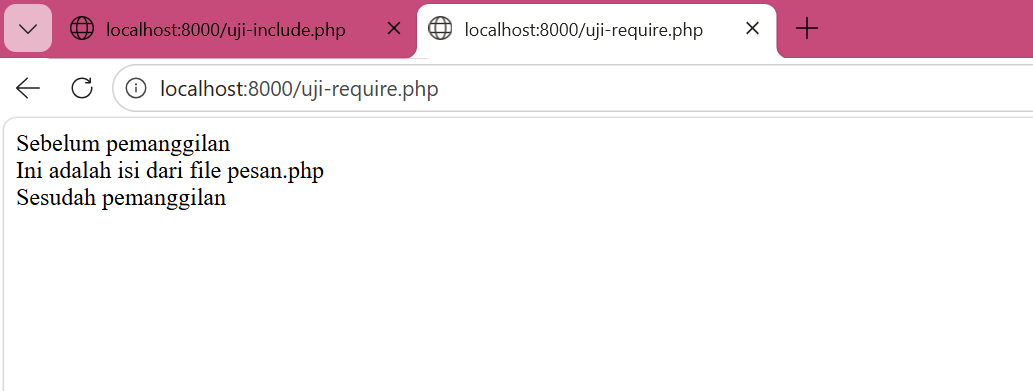 localhost:8000/uji-include.php
localhost:8000/uji-require.php
localhost:8000/uji-require.php
Sebelum pemanggilan
Ini adalah isi dari file pesan.php
Sesudah pemanggilan